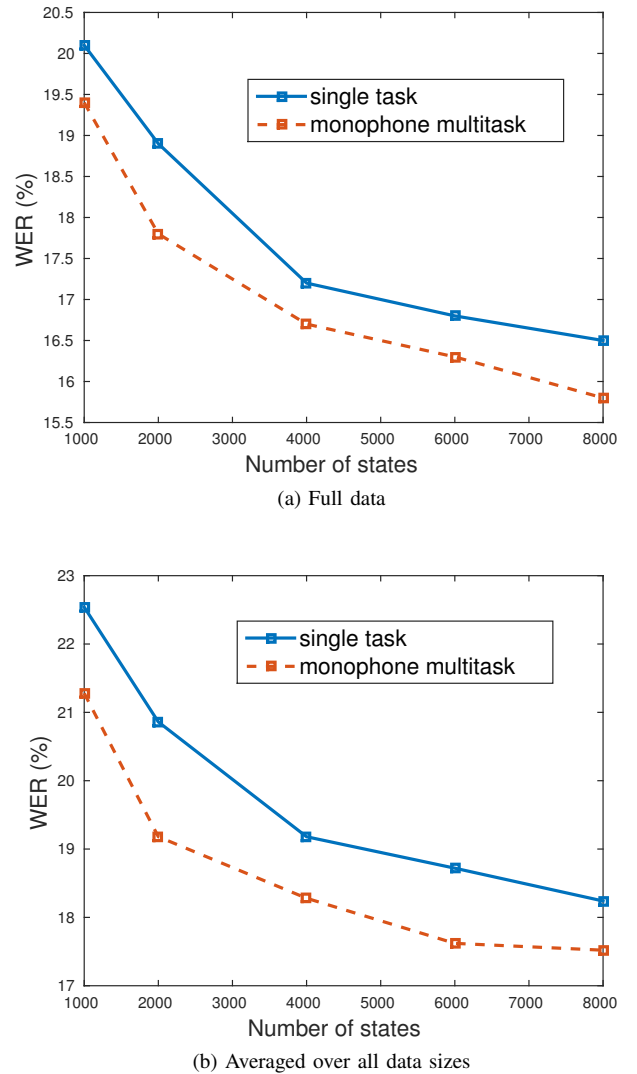 20.5
20
19.5
19
18.5
18
17.5
17
16.5
16
15.5
WER (%)
single task
monophone multitask
1000 2000 3000 4000 5000 6000 7000 8000
Number of states
(a) Full data
23
22
21
20
19
18
17
WER (%)
single task
monophone multitask
1000 2000 3000 4000 5000 6000 7000 8000
Number of states
(b) Averaged over all data sizes